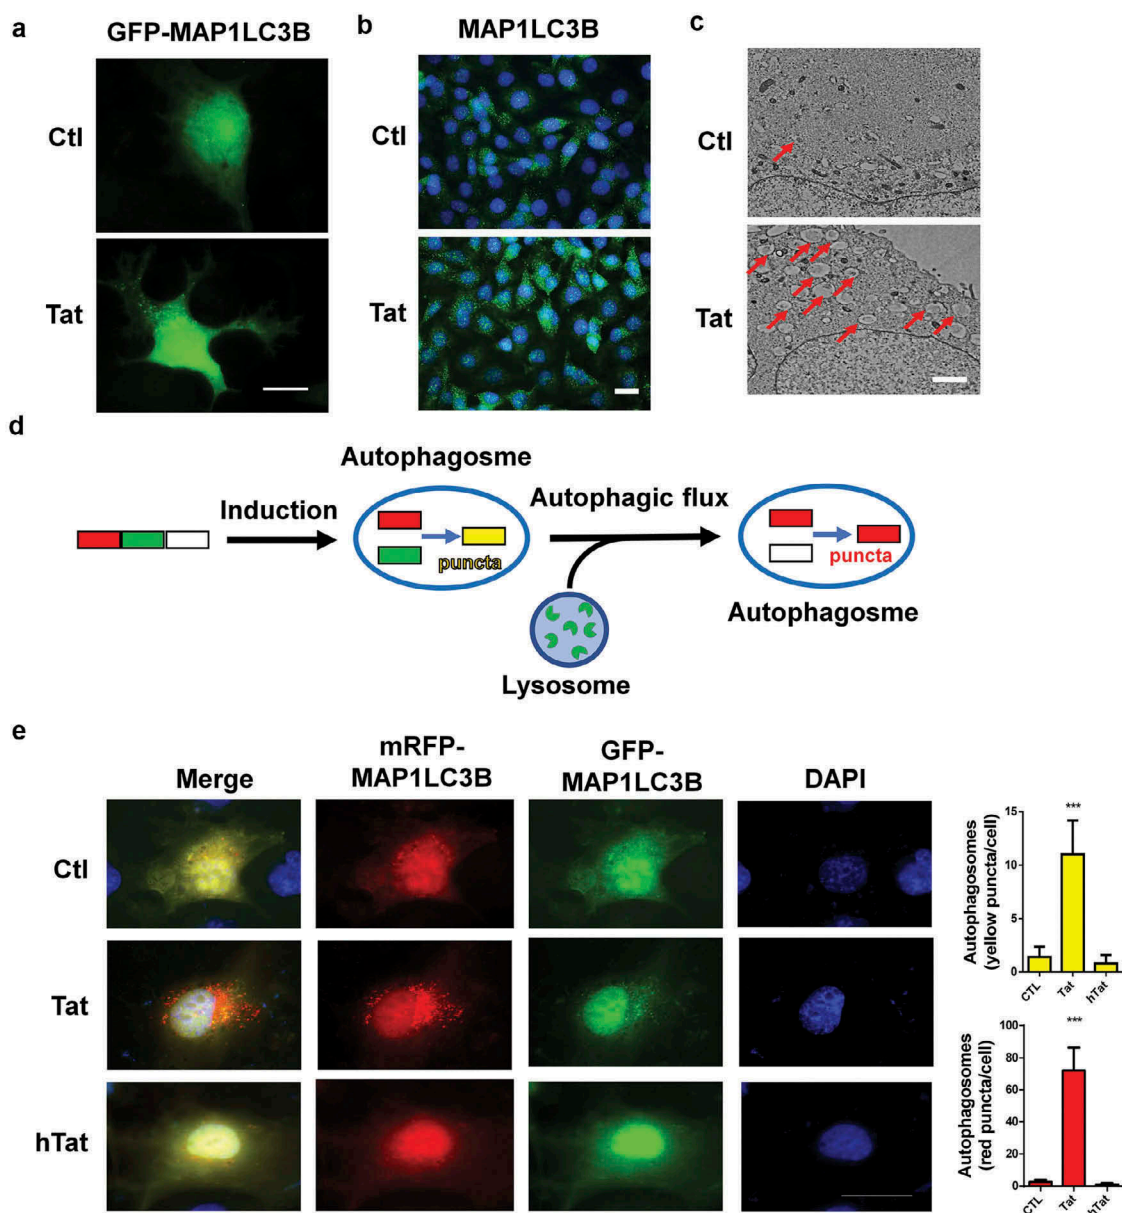 a
GFP-MAP1LC3B
b
MAP1LC3B
c
Ctl
Ctl
Ctl
Tat
Tat
Tat
d
Autophagosme
Induction
puncta
Autophagic flux
puncta
Autophagosme
Lysosome
e
Merge
mRFP-
MAP1LC3B
GFP-
MAP1LC3B
DAPI
Ctl
Tat
hTat
Autophagosomes
(yellow puncta/cell)
15
10
5
0
***
CTL
Tat
hTat
Autophagosomes
(red puncta/cell)
100
80
60
40
20
0
***
CTL
Tat
hTat